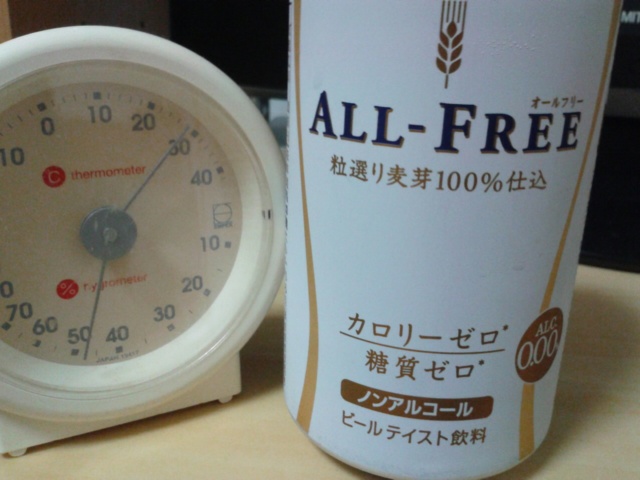 MIT
ALL-FREE
オールフリー
粒選り麦芽100%仕込
カロリーゼロ*
糖質ゼロ*
ALC.
0.00
ノンアルコール
ビールテイスト飲料
10 0 10 20 30 40
C thermometer
% hygrometer
70 60 50 40 30 20 10
JAPAN